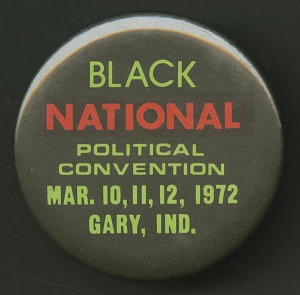 BLACK
NATIONAL
POLITICAL
CONVENTION
MAR. 10,11,12, 1972
GARY, IND.